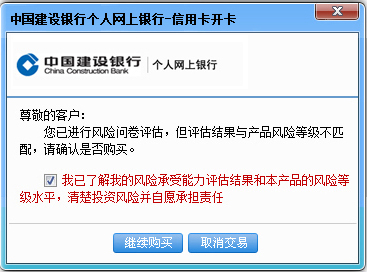 中国建设银行个人网上银行-信用卡开卡
中国建设银行 个人网上银行
China Construction Bank
尊敬的客户：
您已进行风险问卷评估，但评估结果与产品风险等级不匹
配，请确认是否购买。
我已了解我的风险承受能力评估结果和本产品的风险等
级水平，清楚投资风险并自愿承担责任
继续购买 取消交易